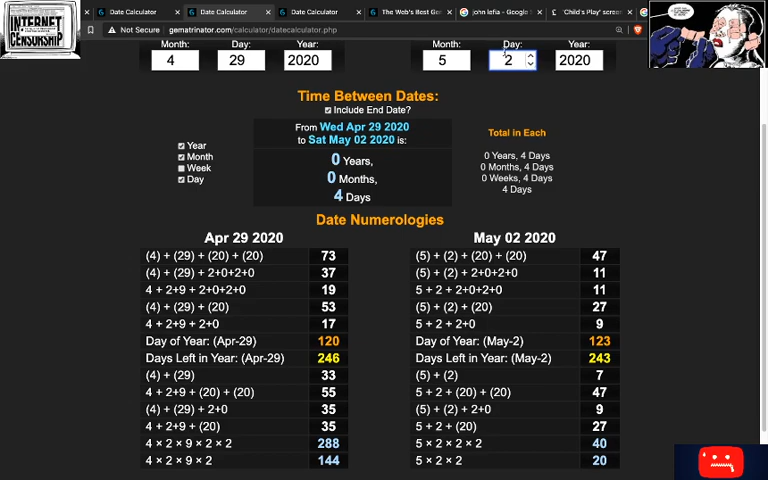 INTERNET
CENSORSHIP
Date Calculator
Date Calculator
Date Calculator
The Web's Best Ge
john lefia - Google
'Child's Play' screen
Not Secure
gematrinator.com/calculator/datecalculator.php
Month: Day: Year:
4 29 2020
Month: Day: Year:
5 2 2020
Time Between Dates:
Include End Date?
Year
Month
Week
Day
From Wed Apr 29 2020
to Sat May 02 2020 is:
0 Years,
0 Months,
4 Days
Total in Each
0 Years, 4 Days
0 Months, 4 Days
0 Weeks, 4 Days
4 Days
Date Numerologies
Apr 29 2020
(4) + (29) + (20) + (20) 73
(4) + (29) + 2+0+2+0 37
4 + 2+9 + 2+0+2+0 19
(4) + (29) + (20) 53
4 + 2+9 + 2+0 17
Day of Year: (Apr-29) 120
Days Left in Year: (Apr-29) 246
(4) + (29) 33
4 + 2+9 + (20) + (20) 55
(4) + (29) + 2+0 35
4 + 2+9 + (20) 35
4 × 2 × 9 × 2 × 2 288
4 × 2 × 9 × 2 144
May 02 2020
(5) + (2) + (20) + (20) 47
(5) + (2) + 2+0+2+0 11
5 + 2 + 2+0+2+0 11
(5) + (2) + (20) 27
5 + 2 + 2+0 9
Day of Year: (May-2) 123
Days Left in Year: (May-2) 243
(5) + (2) 7
5 + 2 + (20) + (20) 47
(5) + (2) + 2+0 9
5 + 2 + (20) 27
5 × 2 × 2 × 2 40
5 × 2 × 2 20